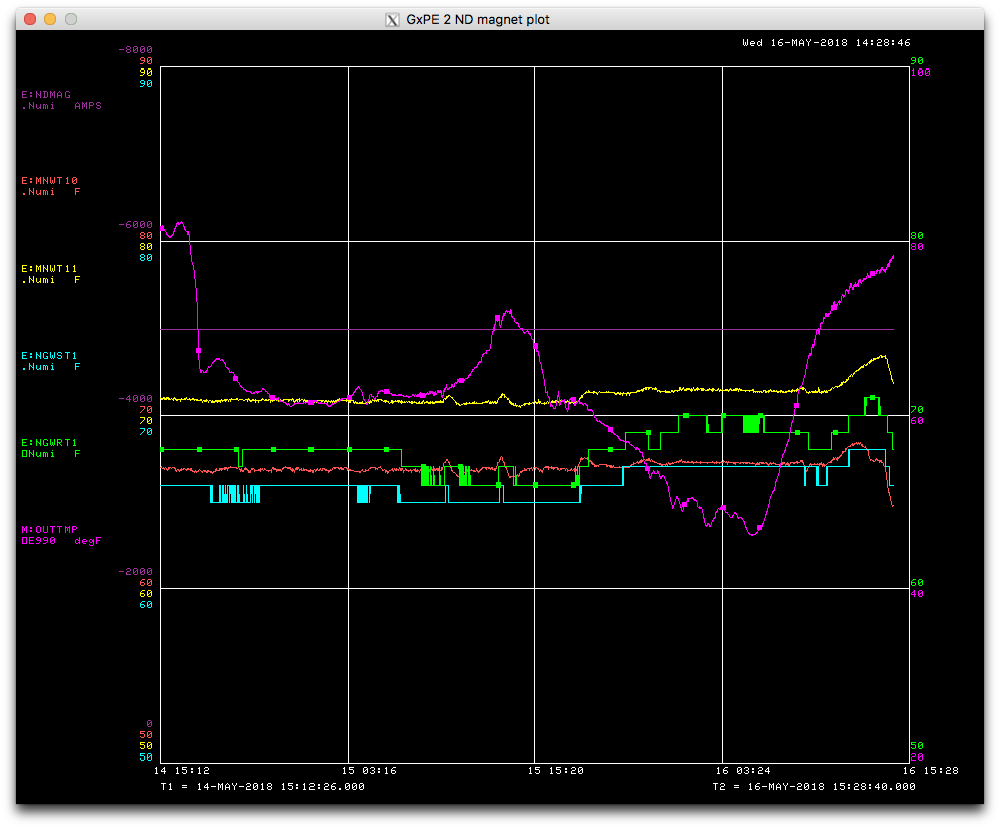 GxPE 2 ND magnet plot
Wed 16-MAY-2018 14:28:46
-8000
90
90
90
90
100
E:NDMAG
.Numi AMPS
E:MNWT10
.Numi F
-6000
80
80
80
80
80
E:MNWT11
.Numi F
E:NGWST1
.Numi F
-4000
70
70
70
70
60
E:NGWRT1
Numi F
M:OUTTMP
E990 degF
-2000
60
60
60
60
40
0
50
50
50
50
20
14 15:12
15 03:16
15 15:20
16 03:24
16 15:28
T1 = 14-MAY-2018 15:12:26.000
T2 = 16-MAY-2018 15:28:40.000